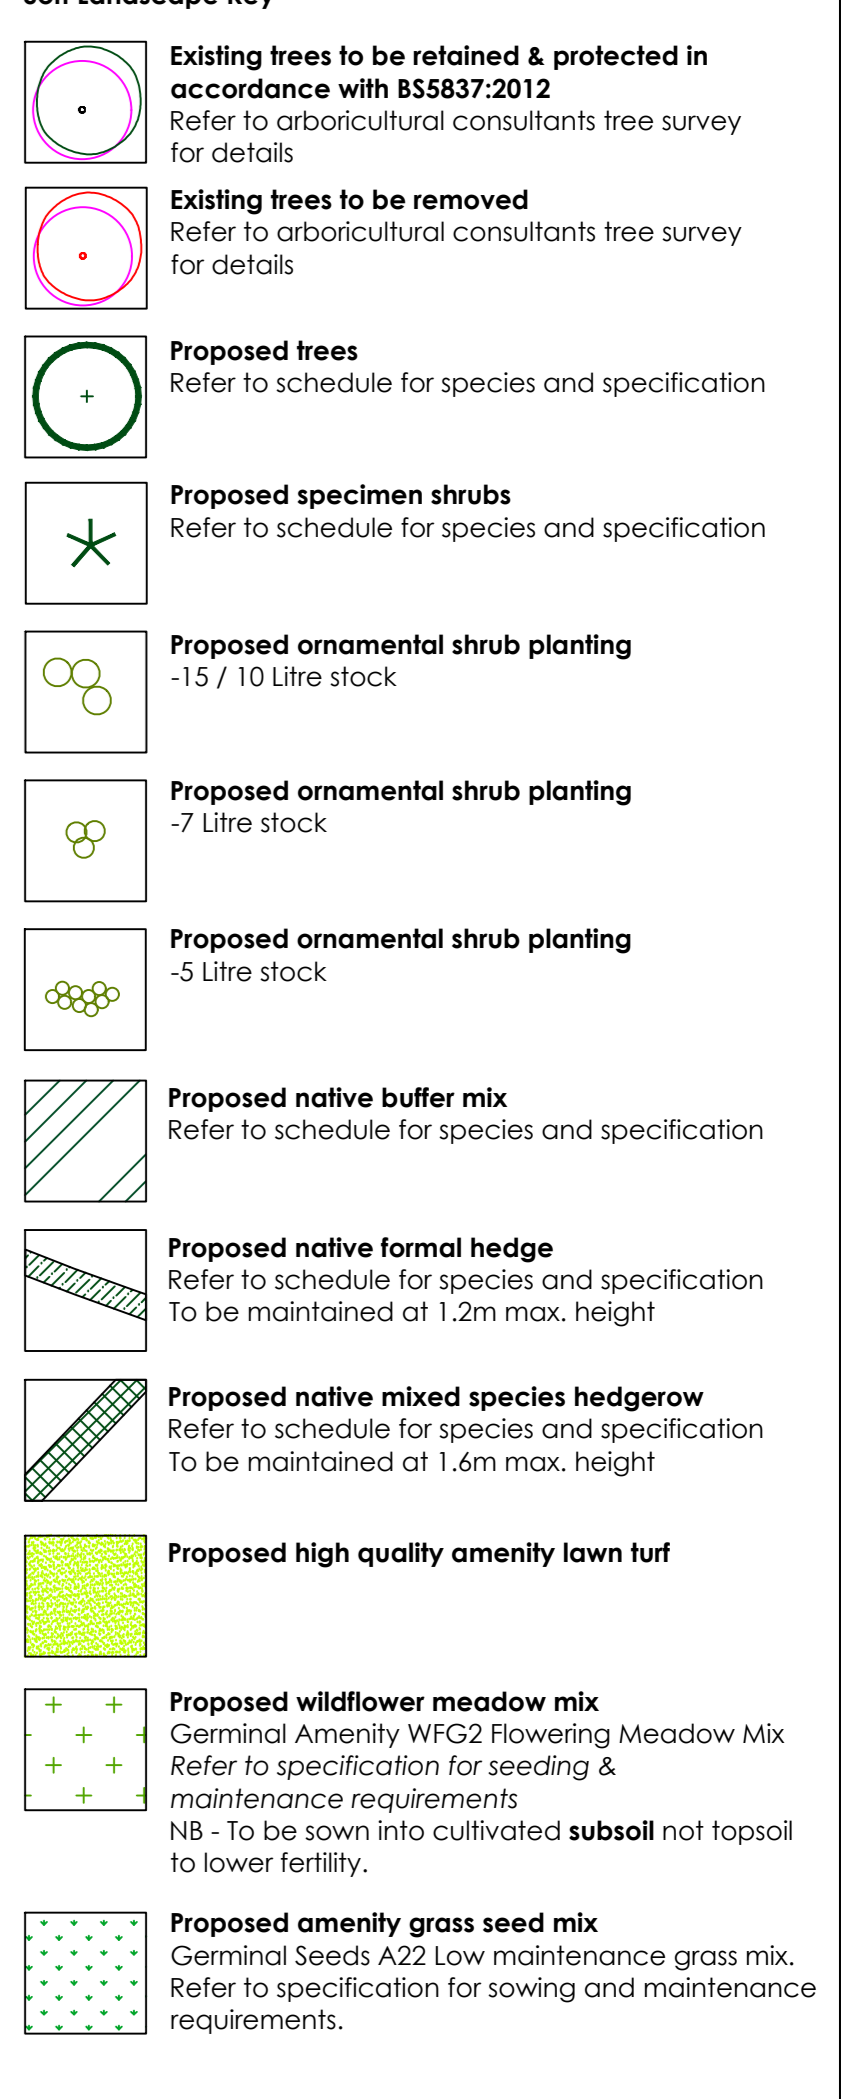 Soft Landscape Key
Existing trees to be retained & protected in
accordance with BS5837:2012
Refer to arboricultural consultants tree survey
for details
Existing trees to be removed
Refer to arboricultural consultants tree survey
for details
Proposed trees
Refer to schedule for species and specification
Proposed specimen shrubs
Refer to schedule for species and specification
Proposed ornamental shrub planting
-15 / 10 Litre stock
Proposed ornamental shrub planting
-7 Litre stock
Proposed ornamental shrub planting
-5 Litre stock
Proposed native buffer mix
Refer to schedule for species and specification
Proposed native formal hedge
Refer to schedule for species and specification
To be maintained at 1.2m max. height
Proposed native mixed species hedgerow
Refer to schedule for species and specification
To be maintained at 1.6m max. height
Proposed high quality amenity lawn turf
Proposed wildflower meadow mix
Germinal Amenity WFG2 Flowering Meadow Mix
Refer to specification for seeding &
maintenance requirements
NB - To be sown into cultivated subsoil not topsoil
to lower fertility.
Proposed amenity grass seed mix
Germinal Seeds A22 Low maintenance grass mix.
Refer to specification for sowing and maintenance
requirements.